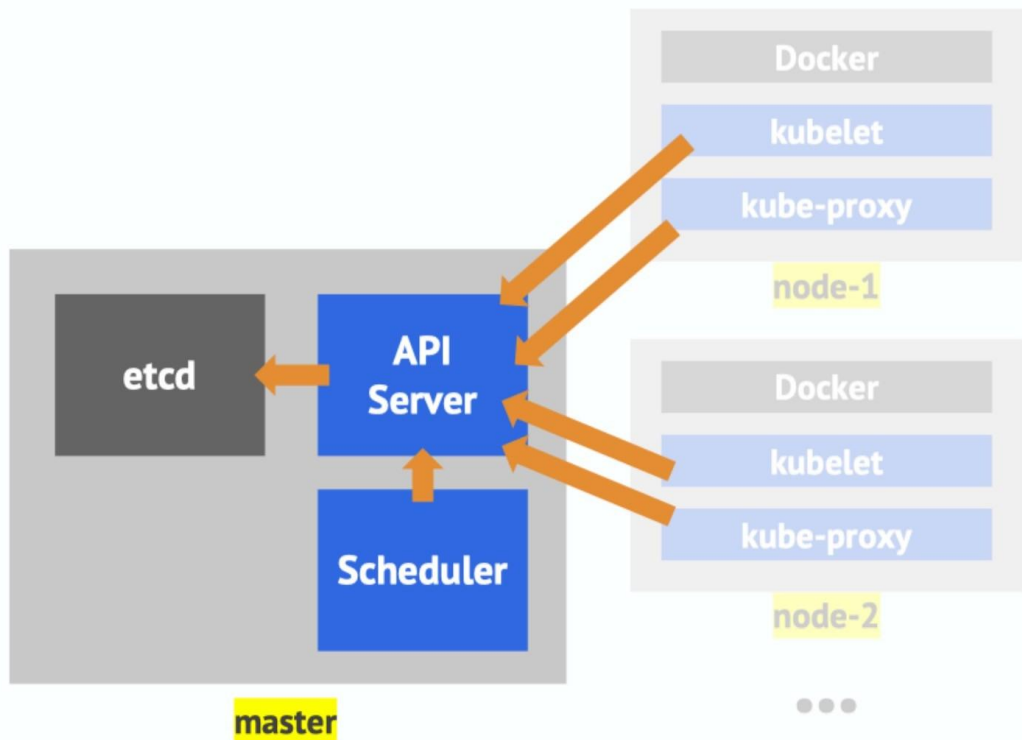 Docker
kubelet
kube-proxy
node-1
etcd
API
Server
Scheduler
master
Docker
kubelet
kube-proxy
node-2